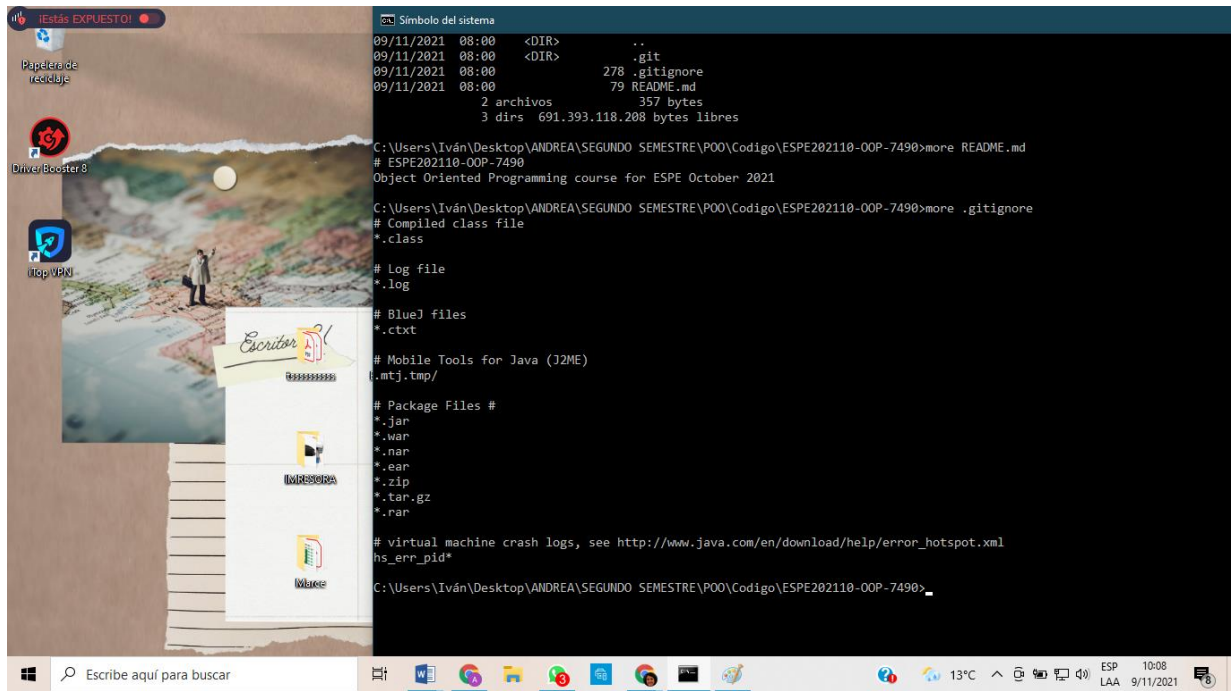 ¡Estás EXPUESTO!
Papelera de
reciclaje
Driver Booster 8
iTop VPN
Escritor
IMRESORA
Marce
Símbolo del sistema
09/11/2021  08:00    <DIR>          ..
09/11/2021  08:00    <DIR>          .git
09/11/2021  08:00               278 .gitignore
09/11/2021  08:00                79 README.md
2 archivos            357 bytes
3 dirs  691.393.118.208 bytes libres
C:\Users\Iván\Desktop\ANDREA\SEGUNDO SEMESTRE\POO\Codigo\ESPE202110-OOP-7490>more README.md
# ESPE202110-OOP-7490
Object Oriented Programming course for ESPE October 2021
C:\Users\Iván\Desktop\ANDREA\SEGUNDO SEMESTRE\POO\Codigo\ESPE202110-OOP-7490>more .gitignore
# Compiled class file
*.class
# Log file
*.log
# BlueJ files
*.ctxt
# Mobile Tools for Java (J2ME)
.mtj.tmp/
# Package Files #
*.jar
*.war
*.nar
*.ear
*.zip
*.tar.gz
*.rar
# virtual machine crash logs, see http://www.java.com/en/download/help/error_hotspot.xml
hs_err_pid*
C:\Users\Iván\Desktop\ANDREA\SEGUNDO SEMESTRE\POO\Codigo\ESPE202110-OOP-7490>
Escribe aquí para buscar
3
13°C
ESP
LAA
10:08
9/11/2021
8